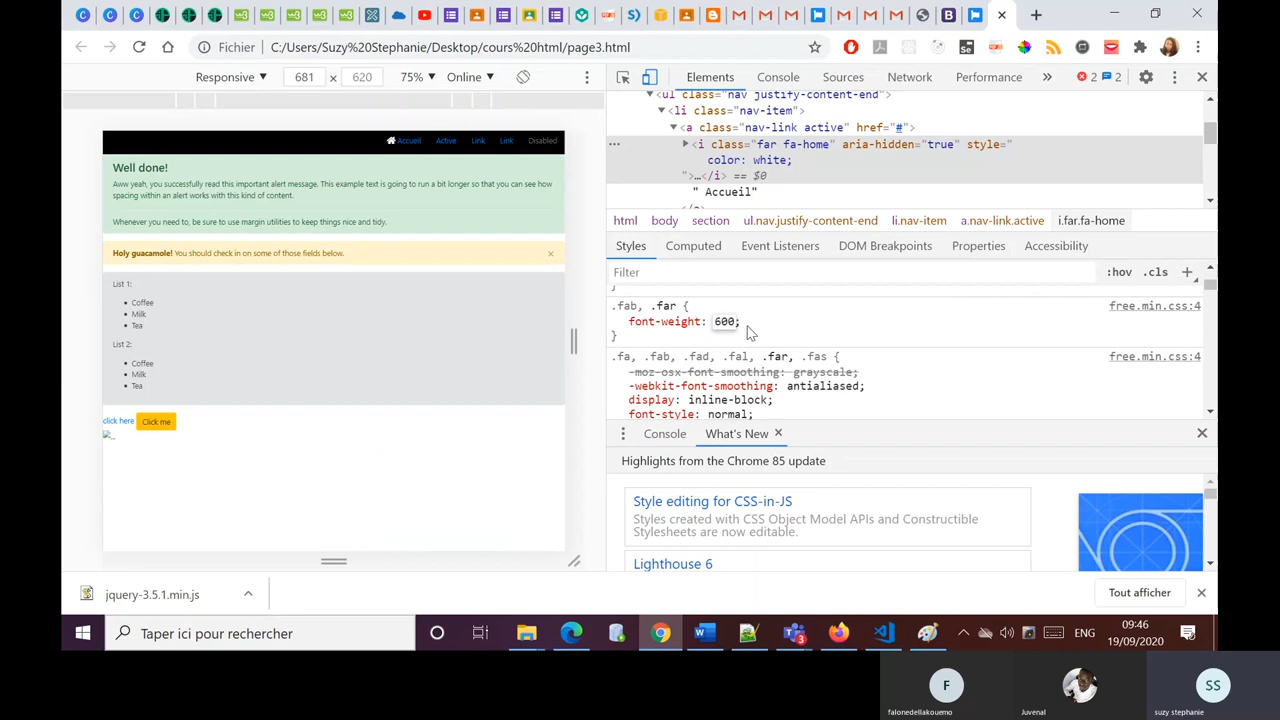 Fichier C:/Users/Suzy%20Stephanie/Desktop/cours%20html/page3.html
Responsive 681 × 620 75% Online
Elements Console Sources Network Performance » 2 2
Accueil Active Link Link Disabled
Well done!
Aww yeah, you successfully read this important alert message. This example text is going to run a bit longer so that you can see how
spacing within an alert works with this kind of content.
Whenever you need, be sure to use margin utilities to keep things nice and tidy.
Holy guacamole! You should check in on some of those fields below. ×
List 1:
Coffee
Milk
Tea
List 2:
Coffee
Milk
Tea
click here Click me
<ul class="nav justify-content-end">
<li class="nav-item">
<a class="nav-link active" href="#">
<i class="far fa-home" aria-hidden="true" style="
color: white;
">…</i> == $0
" Accueil"
html body section ul.nav.justify-content-end li.nav-item a.nav-link.active i.far.fa-home
Styles Computed Event Listeners DOM Breakpoints Properties Accessibility
Filter :hov .cls +
}
.fab, .far { free.min.css:4
font-weight: 600;
}
.fa, .fab, .fad, .fal, .far, .fas { free.min.css:4
-moz-osx-font-smoothing: grayscale;
-webkit-font-smoothing: antialiased;
display: inline-block;
font-style: normal;
Console What's New ×
Highlights from the Chrome 85 update
Style editing for CSS-in-JS
Styles created with CSS Object Model APIs and Constructible
Stylesheets are now editable.
Lighthouse 6
jquery-3.5.1.min.js Tout afficher
Taper ici pour rechercher
ENG 09:46
19/09/2020
F SS
falonedellakouemo Juvenal suzy stephanie